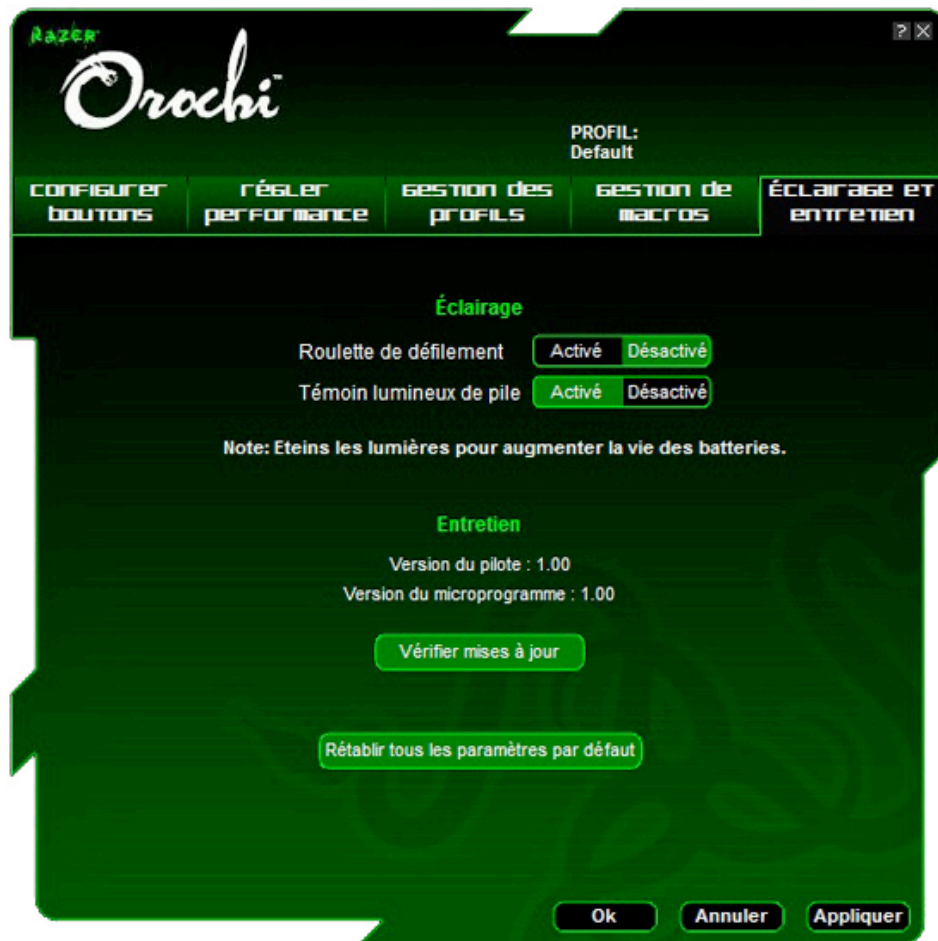 RAZER
Orochi™
? X
PROFIL:
Default
CONFIGURER BOUTONS
RÉGLER PERFORMANCE
GESTION DES PROFILS
GESTION DE MACROS
ÉCLAIRAGE ET ENTRETIEN
Éclairage
Roulette de défilement Activé Désactivé
Témoin lumineux de pile Activé Désactivé
Note: Eteins les lumières pour augmenter la vie des batteries.
Entretien
Version du pilote : 1.00
Version du microprogramme : 1.00
Vérifier mises à jour
Rétablir tous les paramètres par défaut
Ok Annuler Appliquer